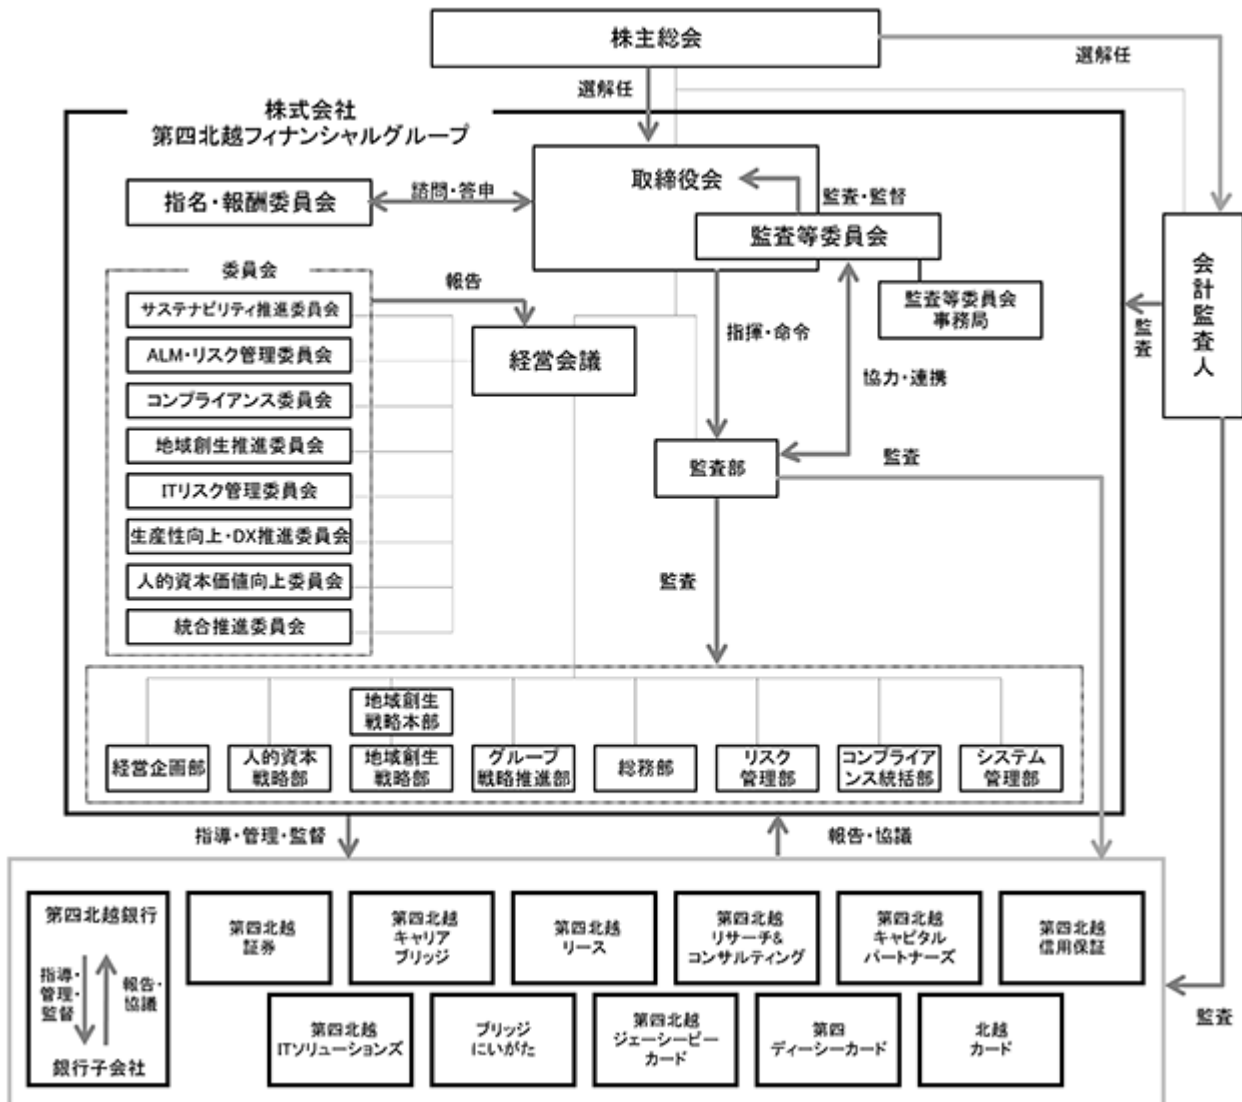 株主総会
選解任
選解任
株式会社
第四北越フィナンシャルグループ
取締役会
指名・報酬委員会
諮問・答申
監査・監督
監査等委員会
監査等委員会
事務局
会計監査人
監査
委員会
報告
サステナビリティ推進委員会
ALM・リスク管理委員会
コンプライアンス委員会
地域創生推進委員会
ITリスク管理委員会
生産性向上・DX推進委員会
人的資本価値向上委員会
統合推進委員会
経営会議
指揮・命令
協力・連携
監査部
監査
監査
地域創生
戦略本部
経営企画部
人的資本
戦略部
地域創生
戦略部
グループ
戦略推進部
総務部
リスク
管理部
コンプライア
ンス統括部
システム
管理部
指導・管理・監督
報告・協議
第四北越銀行
指導・
管理・
監督
報告・
協議
銀行子会社
第四北越
証券
第四北越
キャリア
ブリッジ
第四北越
リース
第四北越
リサーチ&
コンサルティング
第四北越
キャピタル
パートナーズ
第四北越
信用保証
第四北越
ITソリューションズ
ブリッジ
にいがた
第四北越
ジェーシービー
カード
第四
ディーシーカード
北越
カード
監査